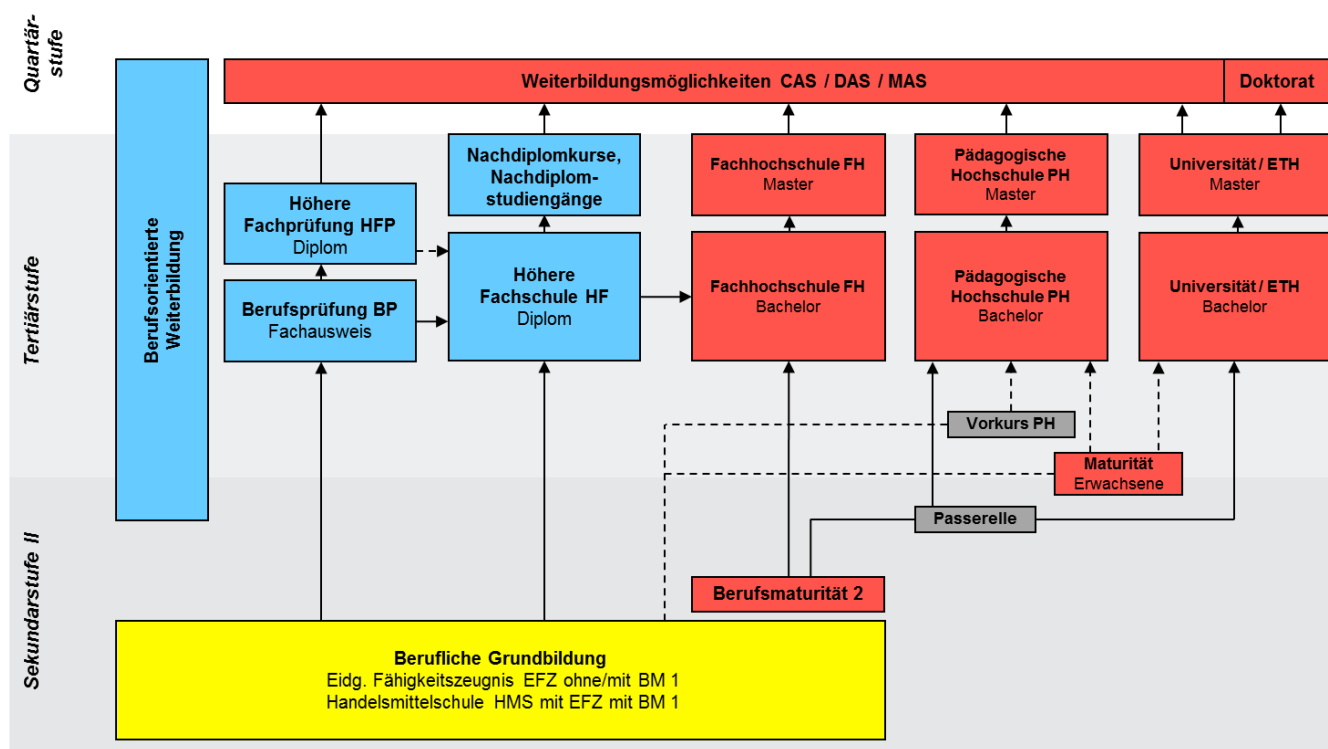 Quartär-
stufe
Weiterbildungsmöglichkeiten CAS / DAS / MAS
Doktorat
Berufsorientierte
Weiterbildung
Nachdiplomkurse,
Nachdiplom-
studiengänge
Fachhochschule FH
Master
Pädagogische
Hochschule PH
Master
Universität / ETH
Master
Höhere
Fachprüfung HFP
Diplom
Tertiärstufe
Berufsprüfung BP
Fachausweis
Höhere
Fachschule HF
Diplom
Fachhochschule FH
Bachelor
Pädagogische
Hochschule PH
Bachelor
Universität / ETH
Bachelor
Vorkurs PH
Maturität
Erwachsene
Passerelle
Sekundarstufe II
Berufsmaturität 2
Berufliche Grundbildung
Eidg. Fähigkeitszeugnis EFZ ohne/mit BM 1
Handelsmittelschule HMS mit EFZ mit BM 1